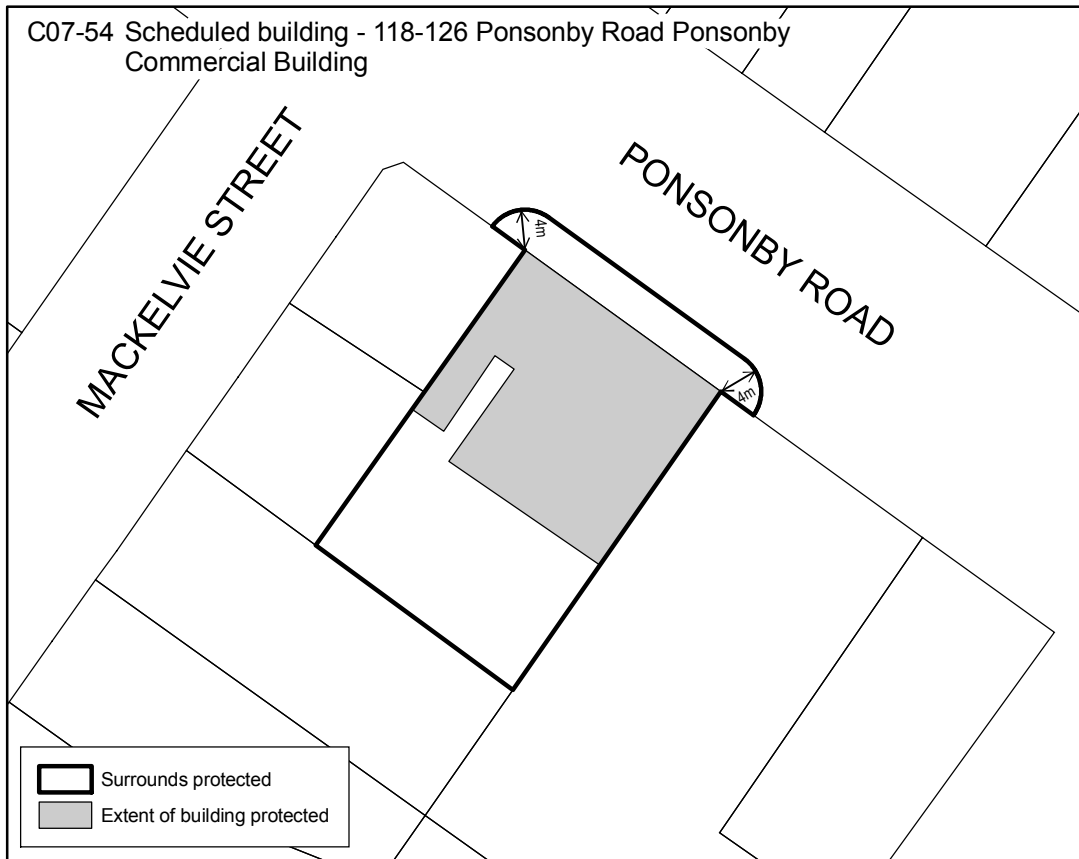 C07-54 Scheduled building - 118-126 Ponsonby Road Ponsonby
Commercial Building
MACKELVIE STREET
PONSONBY ROAD
4m
4m
Surrounds protected
Extent of building protected